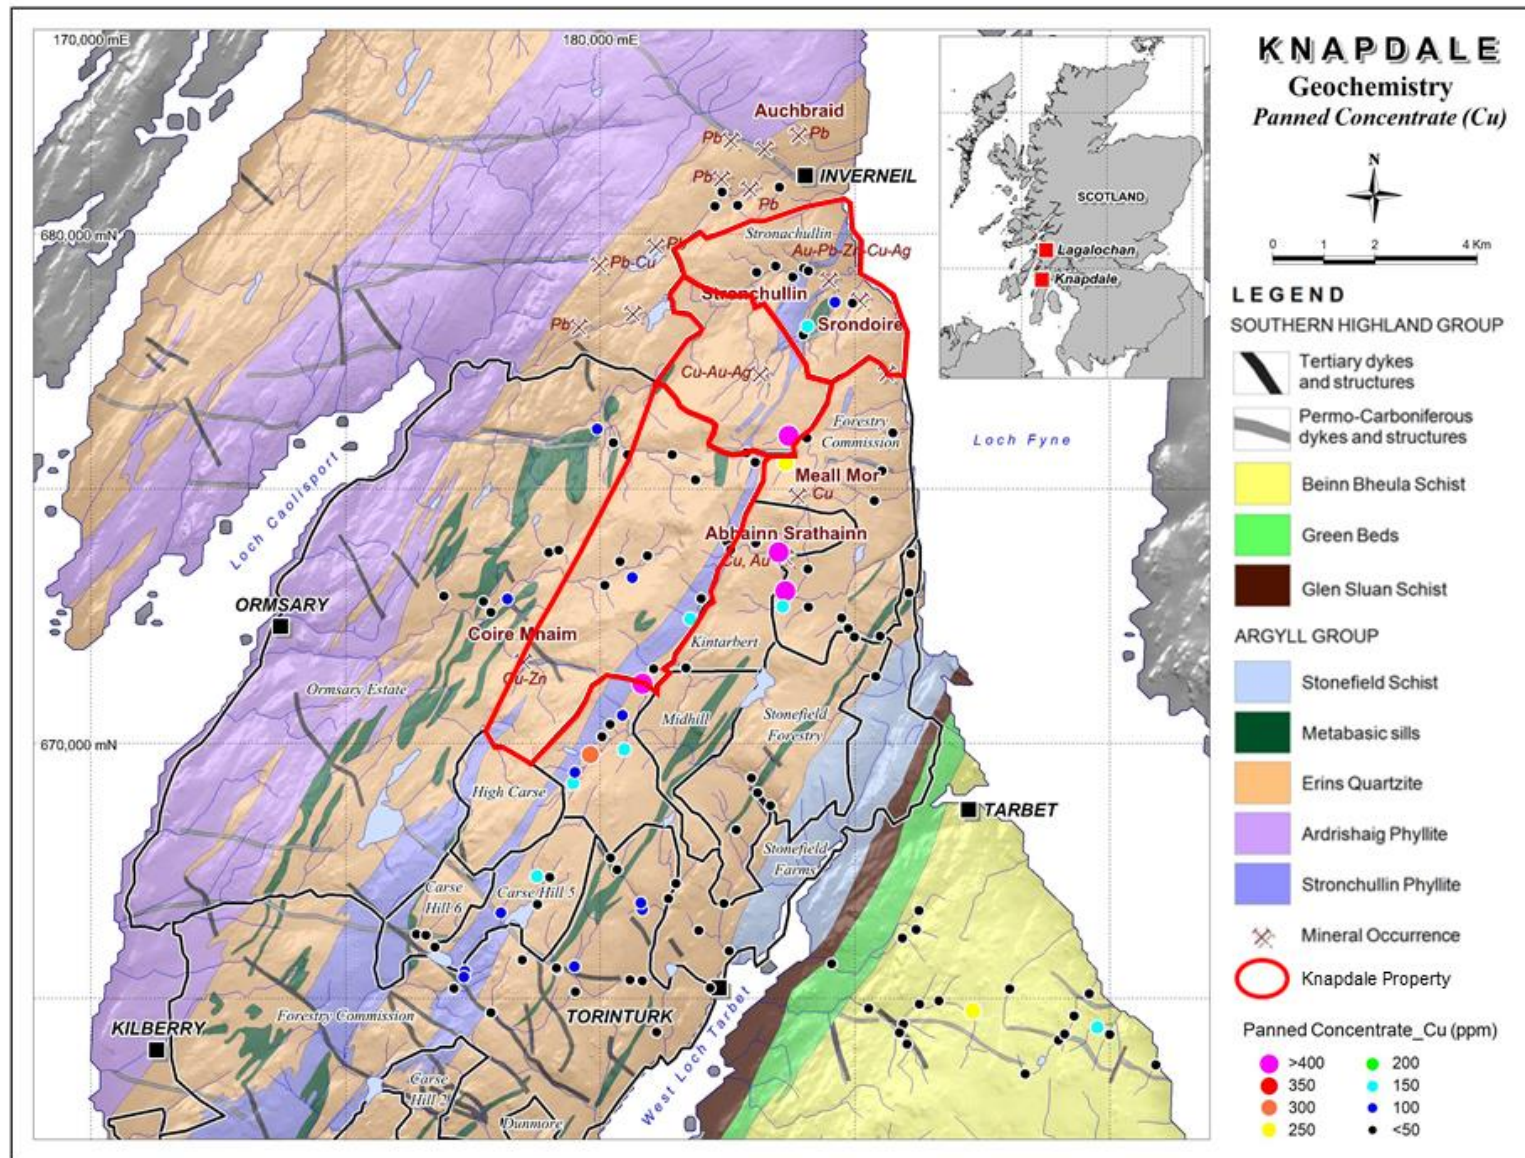 170,000 mE
180,000 mE
Auchbraid
Pb
Pb
INVERNEIL
Pb
Pb
680,000 mN
Stronachullin
Au-Pb-Zn-Cu-Ag
Pb-Cu
Stronchullin
Pb
Srondoire
Cu-Au-Ag
Forestry
Commission
Loch Fyne
Meall Mor
Cu
Loch Caolisport
Abhainn Srathainn
Cu, Au
ORMSARY
Coire Mhaim
Kintarbert
Cu-Zn
Ormsary Estate
Midhill
Stonefield
Forestry
670,000 mN
High Carse
TARBET
Stonefield
Farms
Carse
Hill 6
Carse Hill 5
Forestry Commission
TORINTURK
KILBERRY
West Loch Tarbet
Carse
Hill 2
Dunmore
SCOTLAND
Lagalochan
Knapdale
KNAPDALE
Geochemistry
Panned Concentrate (Cu)
N
0 1 2 4 Km
LEGEND
SOUTHERN HIGHLAND GROUP
Tertiary dykes
and structures
Permo-Carboniferous
dykes and structures
Beinn Bheula Schist
Green Beds
Glen Sluan Schist
ARGYLL GROUP
Stonefield Schist
Metabasic sills
Erins Quartzite
Ardrishaig Phyllite
Stronchullin Phyllite
Mineral Occurrence
Knapdale Property
Panned Concentrate_Cu (ppm)
>400 200
350 150
300 100
250 <50